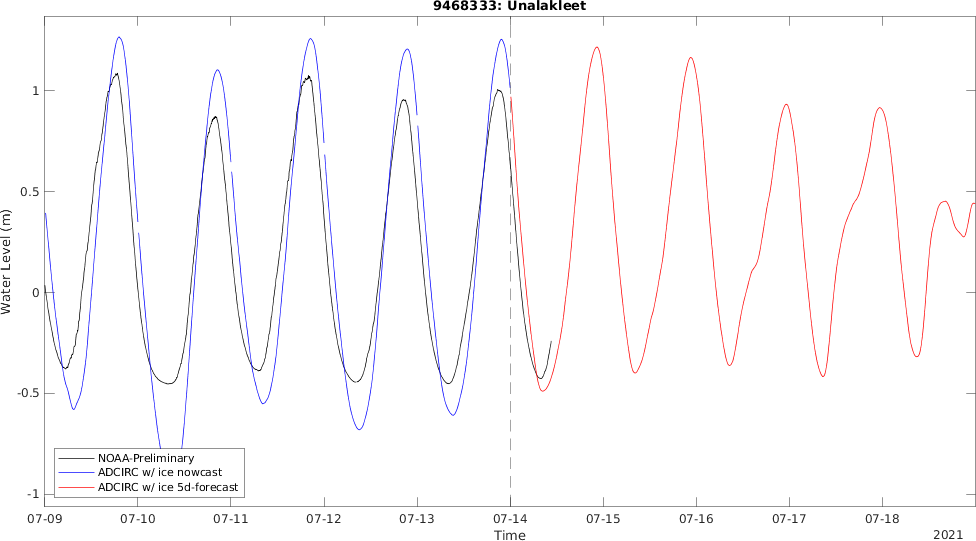 9468333: Unalakleet
Water Level (m)
1
0.5
0
-0.5
-1
NOAA-Preliminary
ADCIRC w/ ice nowcast
ADCIRC w/ ice 5d-forecast
07-09 07-10 07-11 07-12 07-13 07-14 07-15 07-16 07-17 07-18
Time
2021